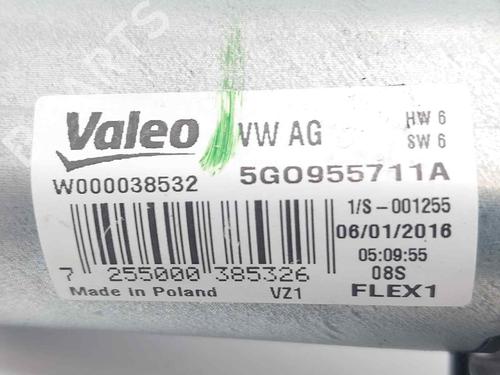 Valeo VW AG HW 6
SW 6
W000038532 5G0955711A
1/S-001255
06/01/2016
05:09:55
7 255000 385326 08S
Made in Poland VZ1 FLEX1